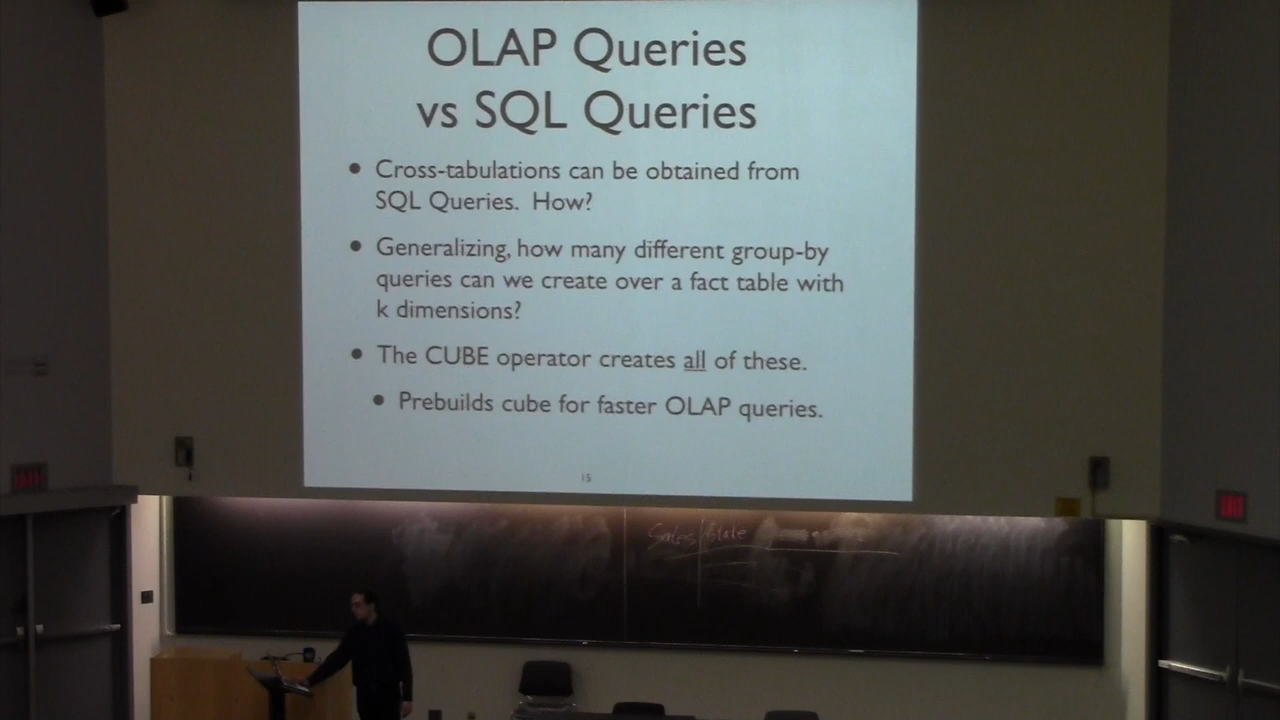 OLAP Queries
vs SQL Queries
• Cross-tabulations can be obtained from
SQL Queries. How?
• Generalizing, how many different group-by
queries can we create over a fact table with
k dimensions?
• The CUBE operator creates all of these.
• Prebuilds cube for faster OLAP queries.
15
Sales State